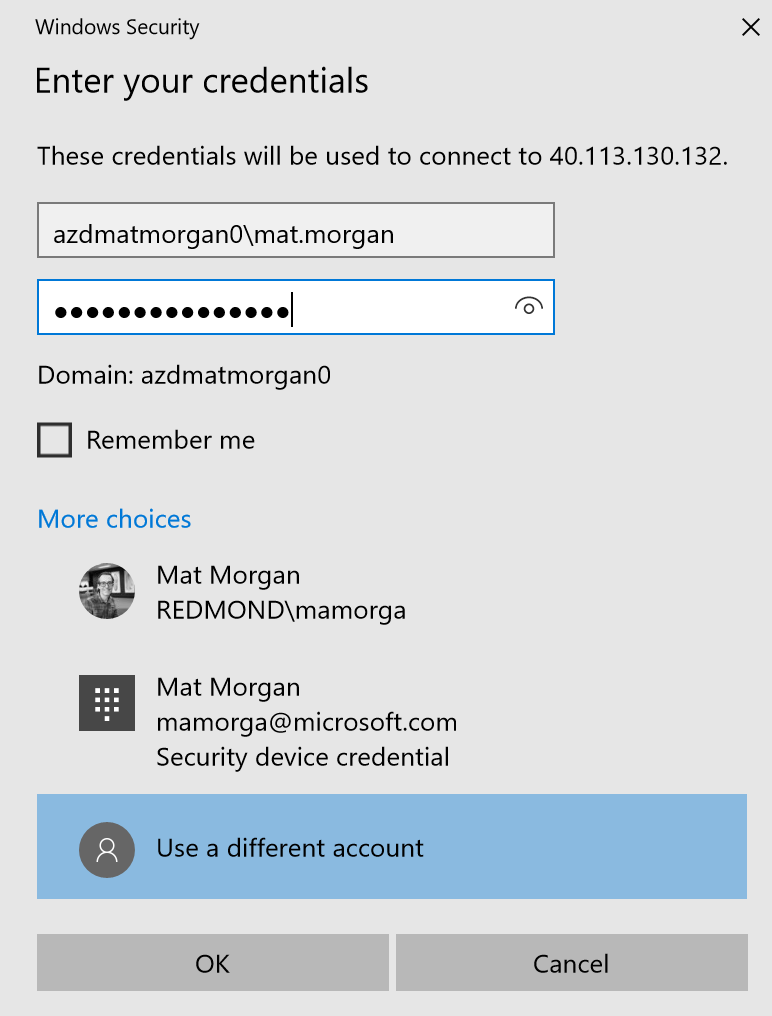 Windows Security
Enter your credentials
These credentials will be used to connect to 40.113.130.132.
azdmatmorgan0\mat.morgan
●●●●●●●●●●●●●●●
Domain: azdmatmorgan0
Remember me
More choices
Mat Morgan
REDMOND\mamorga
Mat Morgan
mamorga@microsoft.com
Security device credential
Use a different account
OK
Cancel